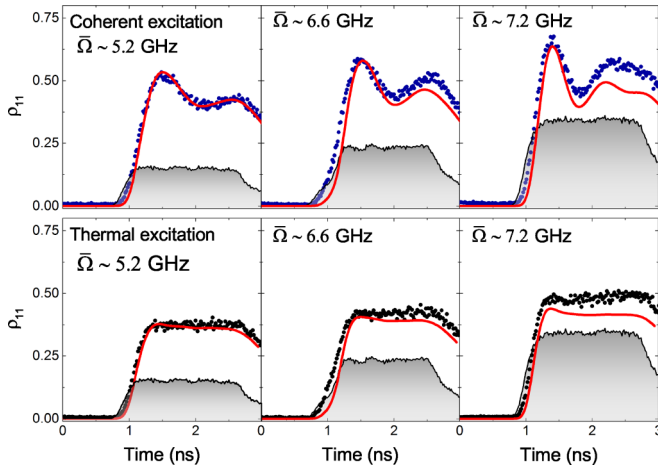 Coherent excitation
Ω̄ ~ 5.2 GHz
Ω̄ ~ 6.6 GHz
Ω̄ ~ 7.2 GHz
0.75
0.50
0.25
0.00
ρ₁₁
Thermal excitation
Ω̄ ~ 5.2 GHz
Ω̄ ~ 6.6 GHz
Ω̄ ~ 7.2 GHz
0.75
0.50
0.25
0.00
ρ₁₁
0 1 2 0 1 2 0 1 2 3
Time (ns) Time (ns) Time (ns)